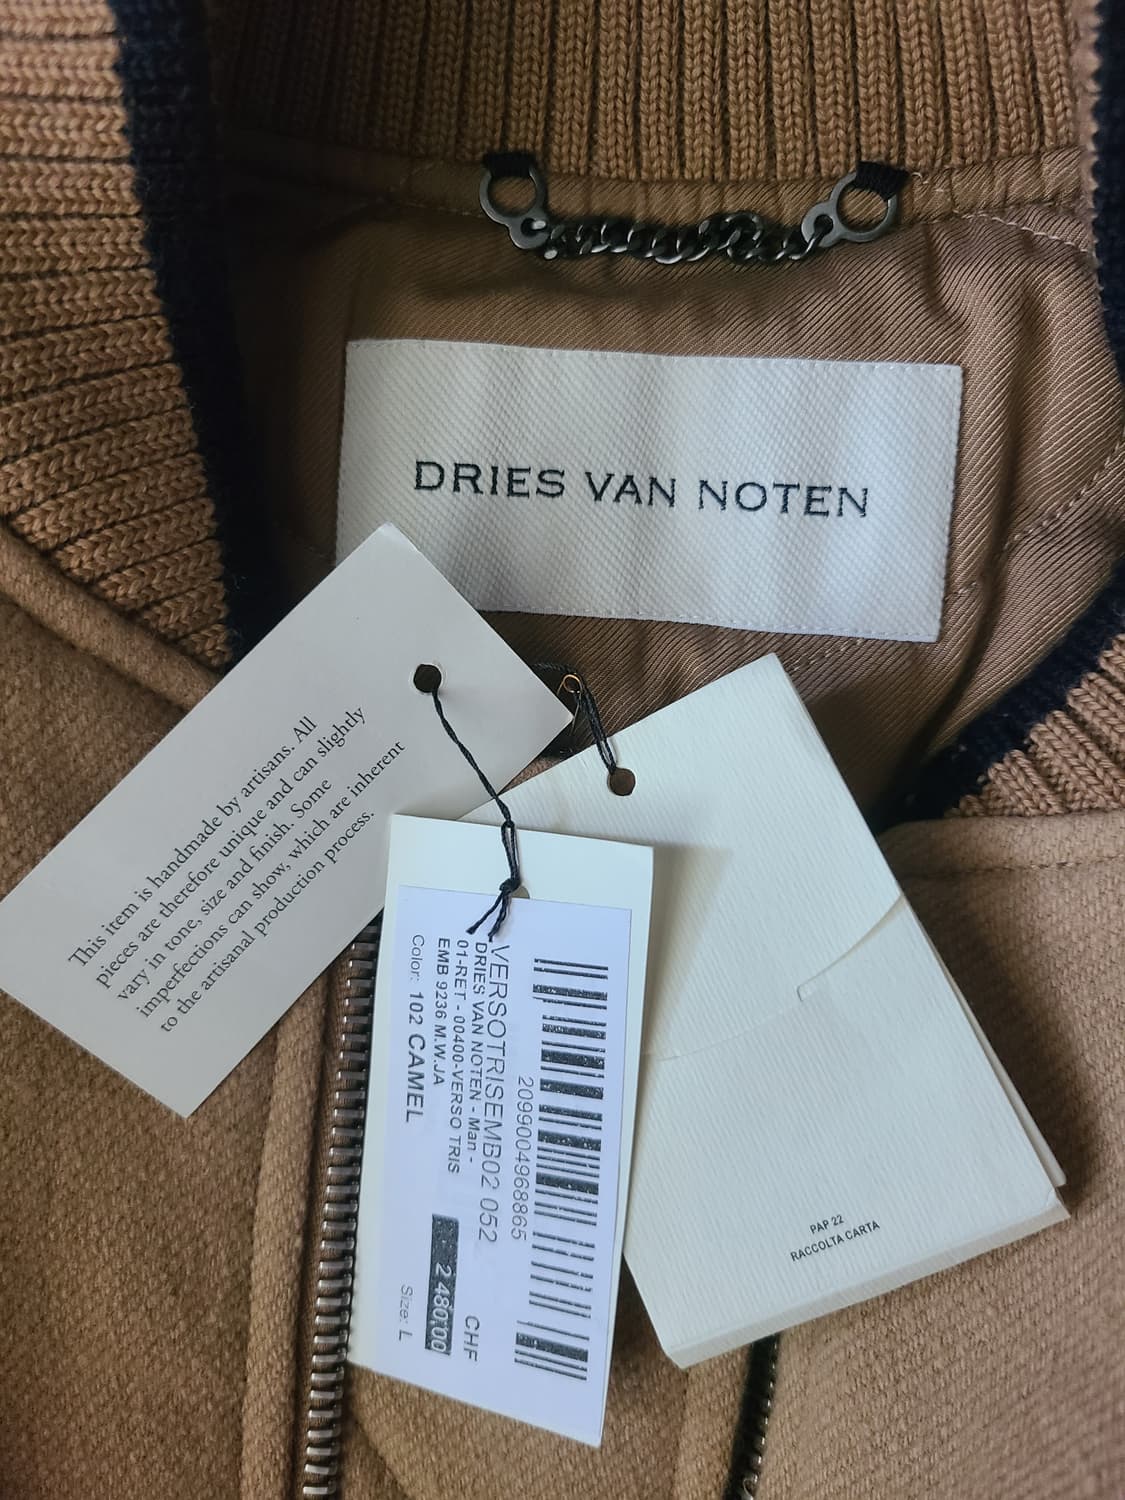 DRIES VAN NOTEN
This item is handmade by artisans. All
pieces are therefore unique and can slightly
vary in tone, size and finish. Some
imperfections can show, which are inherent
to the artisanal production process.
2099004968865
VERSOTRISEMB02 052
DRIES VAN NOTEN - Man -
01-RET - 00400-VERSO TRIS
EMB 9236 M.W.JA
CHF
2 480.00
Color: 102 CAMEL
Size: L
PAP 22
RACCOLTA CARTA